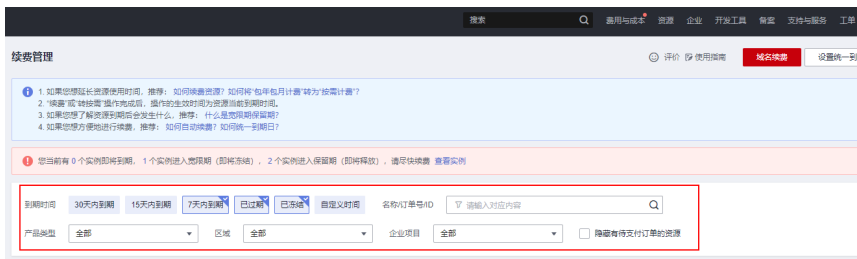 搜索 费用与成本 资源 企业 开发工具 备案 支持与服务 工单
续费管理 评价 使用指南 域名续费 设置统一到
1. 如果您想延长资源使用时间，推荐：如何续费资源？如何将“包年包月计费”转为“按需计费”？
2. “续费”或“转按需”操作完成后，操作的生效时间为资源当前到期时间。
3. 如果您想了解资源到期后会发生什么，推荐：什么是宽限期保留期？
4. 如果您想方便地进行续费，推荐：如何自动续费？如何统一到期日？
您当前有 0 个实例即将到期，1 个实例进入宽限期（即将冻结），2 个实例进入保留期（即将释放），请尽快续费 查看实例
到期时间 30天内到期 15天内到期 7天内到期 已过期 已冻结 自定义时间 名称/订单号/ID 请输入对应内容
产品类型 全部 区域 全部 企业项目 全部 隐藏有待支付订单的资源